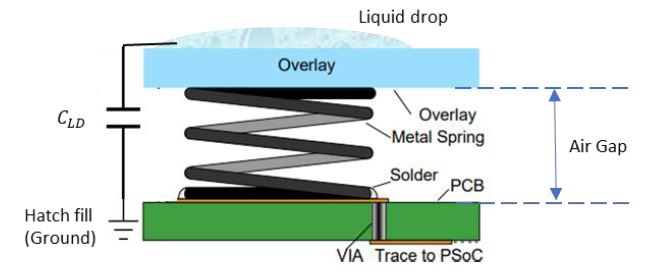 Liquid drop
Overlay
C_LD
Overlay
Metal Spring
Air Gap
Solder
PCB
Hatch fill
(Ground)
VIA
Trace to PSoC